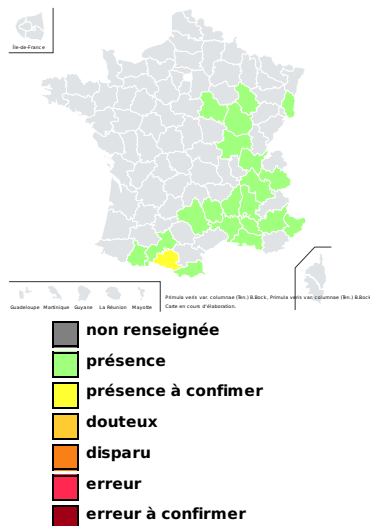 Île-de-France
Guadeloupe Martinique Guyane La Réunion Mayotte
Primula veris var. columnae (Ten.) B.Bock, Primula veris var. columnae (Ten.) B.Bock
Carte en cours d'élaboration.
non renseignée
présence
présence à confimer
douteux
disparu
erreur
erreur à confirmer